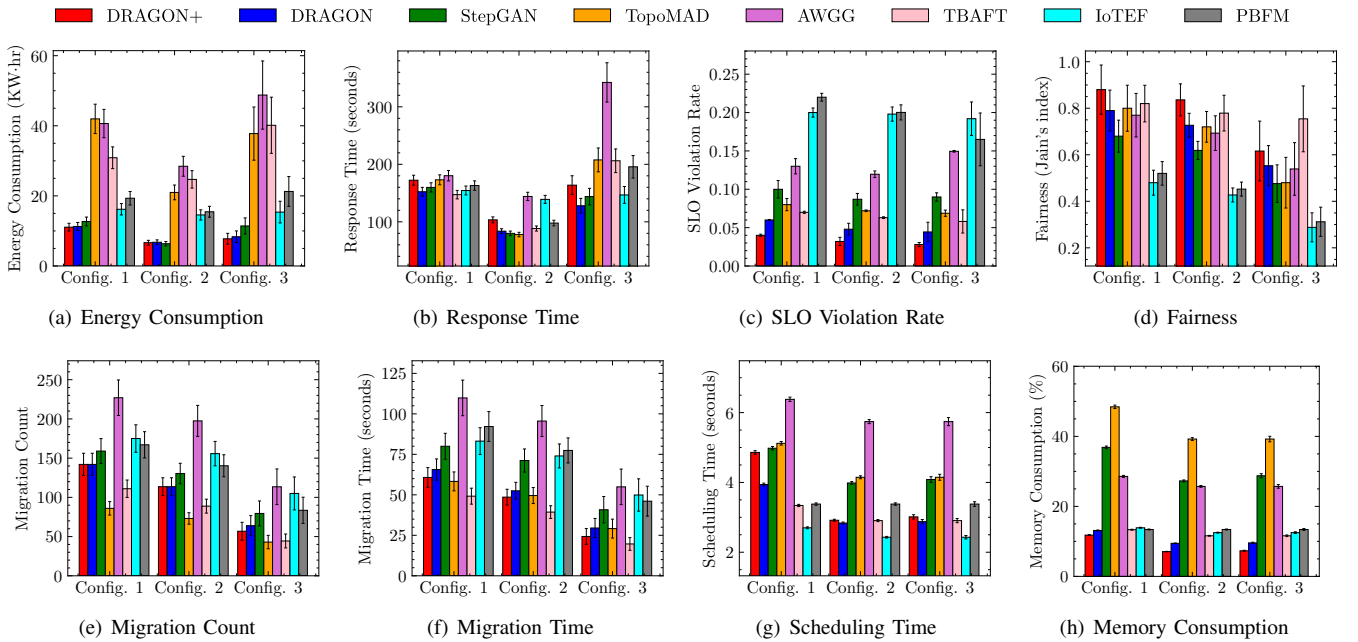 DRAGON+ DRAGON StepGAN TopoMAD AWGG TBAFT IoTEF PBFM
Energy Consumption (KW·hr)
60
40
20
0
Config. 1 Config. 2 Config. 3
(a) Energy Consumption
Response Time (seconds)
300
200
100
Config. 1 Config. 2 Config. 3
(b) Response Time
SLO Violation Rate
0.25
0.20
0.15
0.10
0.05
0.00
Config. 1 Config. 2 Config. 3
(c) SLO Violation Rate
Fairness (Jain's index)
1.0
0.8
0.6
0.4
0.2
Config. 1 Config. 2 Config. 3
(d) Fairness
Migration Count
250
200
150
100
50
0
Config. 1 Config. 2 Config. 3
(e) Migration Count
Migration Time (seconds)
125
100
75
50
25
0
Config. 1 Config. 2 Config. 3
(f) Migration Time
Scheduling Time (seconds)
6
4
2
Config. 1 Config. 2 Config. 3
(g) Scheduling Time
Memory Consumption (%)
60
40
20
0
Config. 1 Config. 2 Config. 3
(h) Memory Consumption